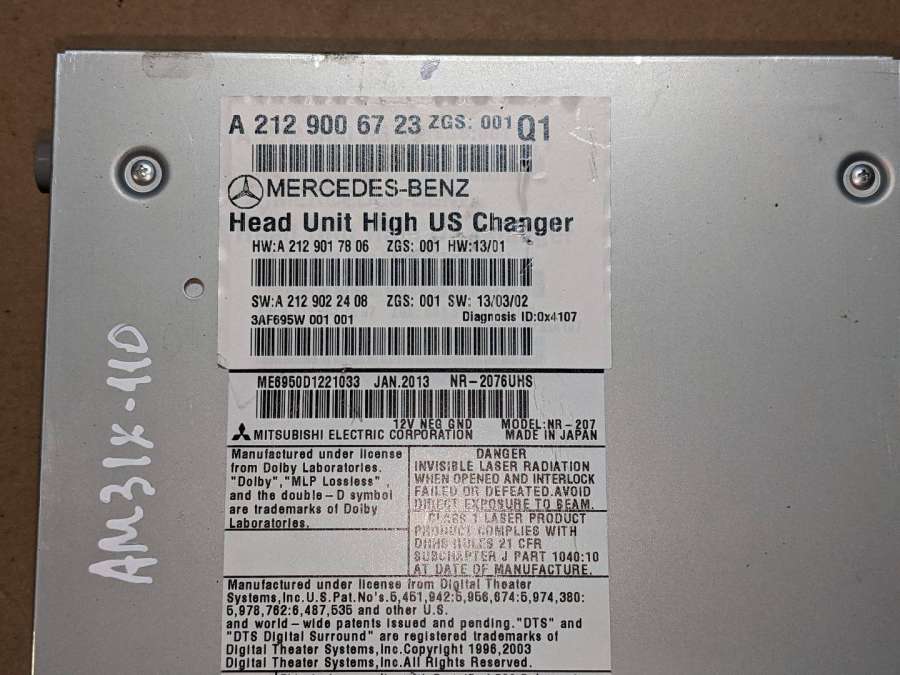 A 212 900 67 23 ZGS: 001 Q1
MERCEDES-BENZ
Head Unit High US Changer
HW:A 212 901 78 06 ZGS: 001 HW:13/01
SW:A 212 902 24 08 ZGS: 001 SW: 13/03/02
3AF695W 001 001 Diagnosis ID:0x4107
ME6950D1221033 JAN.2013 NR-2076UHS
12V NEG GND MODEL:NR-207
MITSUBISHI ELECTRIC CORPORATION MADE IN JAPAN
Manufactured under license
from Dolby Laboratories.
"Dolby","MLP Lossless",
and the double-D symbol
are trademarks of Dolby
Laboratories.
DANGER
INVISIBLE LASER RADIATION
WHEN OPENED AND INTERLOCK
FAILED OR DEFEATED.AVOID
DIRECT EXPOSURE TO BEAM.
CLASS 1 LASER PRODUCT
PRODUCT COMPLIES WITH
DHHS RULES 21 CFR
SUBCHAPTER J PART 1040:10
AT DATE OF MANUFACTURE.
Manufactured under license from Digital Theater
Systems,Inc.U.S.Pat.No's.5,451,942:5,956,674:5,974,380:
5,978,762:6,487,535 and other U.S.
and world-wide patents issued and pending."DTS" and
"DTS Digital Surround" are registered trademarks of
Digital Theater Systems,Inc.Copyright 1996,2003
Digital Theater Systems,Inc.All Rights Reserved.
AM31X-110